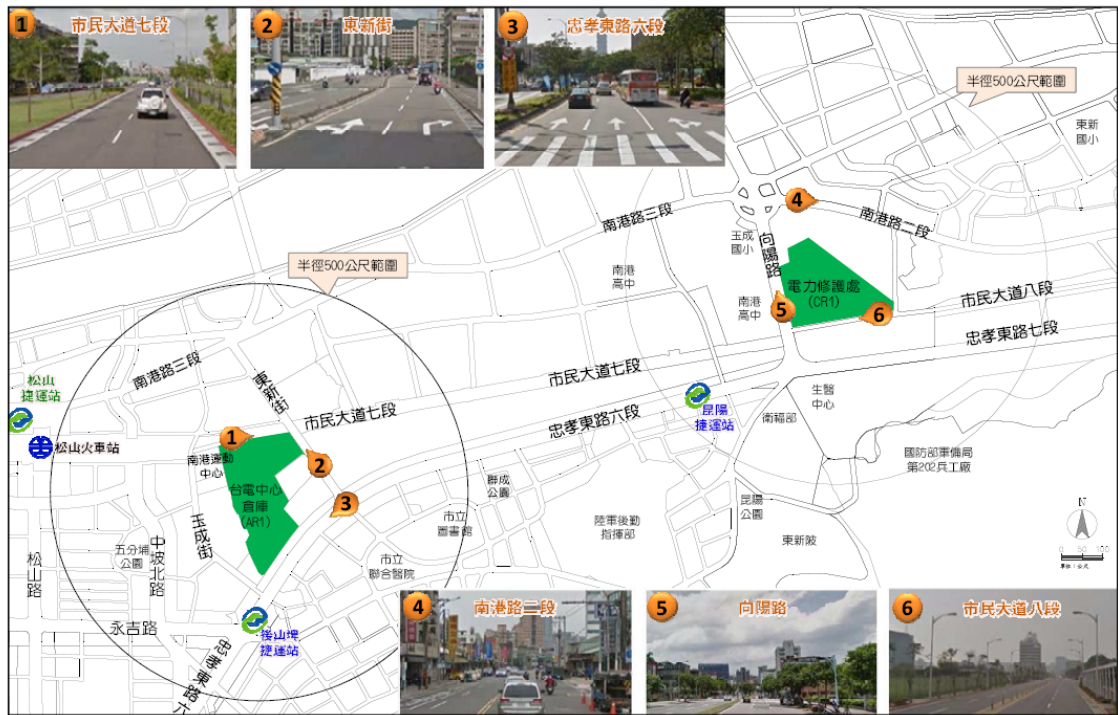 1 市民大道七段
2 東新街
3 忠孝東路六段
半徑500公尺範圍
東新
國小
4
南港路二段
南港路三段
玉成
國小
向陽路
半徑500公尺範圍
南港
高中
南港
高中
電力修護處
(CR1)
5
6
市民大道八段
忠孝東路七段
南港路三段
東新街
市民大道七段
市民大道七段
忠孝東路六段
松山
捷運站
松山火車站
昆陽
捷運站
衛福部
生醫
中心
國防部軍備局
第202兵工廠
1
南港運動
中心
2
台電中心
倉庫
(AR1)
3
聯成
公園
市立
圖書館
陸軍後勤
指揮部
昆陽
公園
東新陂
N
0 50 100
單位:公尺
玉成街
五分埔
公園
中坡北路
松山路
市立
聯合醫院
永吉路
後山埤
捷運站
忠孝東路六
4 南港路二段
5 向陽路
6 市民大道八段